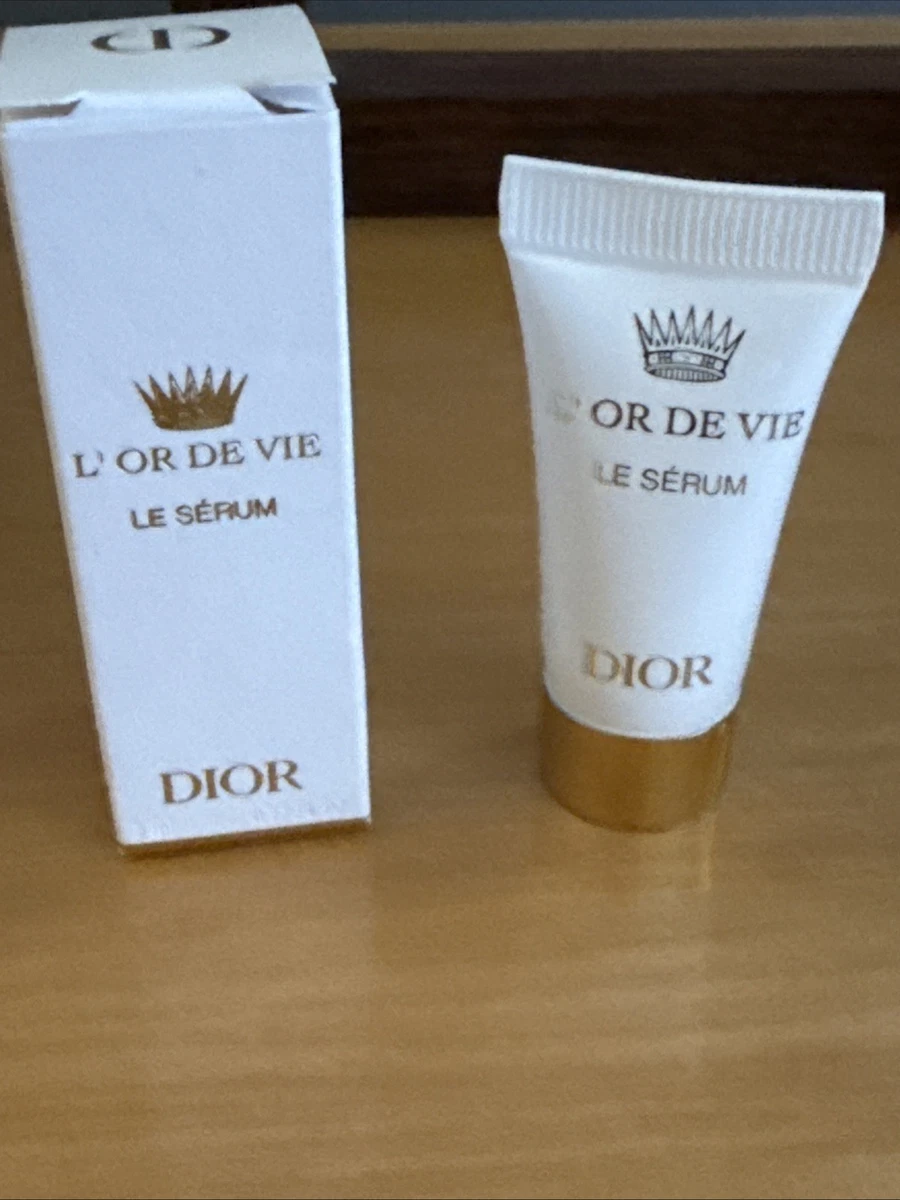 CD
L' OR DE VIE
LE SÉRUM
DIOR
L' OR DE VIE
LE SÉRUM
DIOR